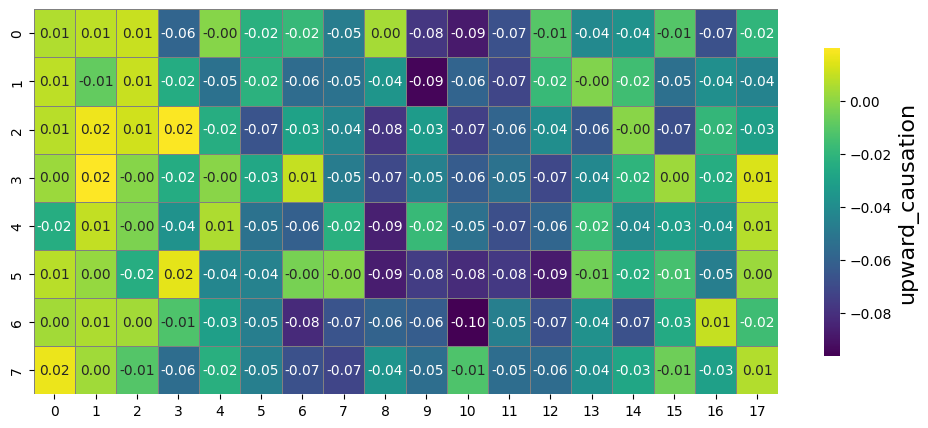 0 0.01 0.01 0.01 -0.06 -0.00 -0.02 -0.02 -0.05 0.00 -0.08 -0.09 -0.07 -0.01 -0.04 -0.04 -0.01 -0.07 -0.02
1 0.01 -0.01 0.01 -0.02 -0.05 -0.02 -0.06 -0.05 -0.04 -0.09 -0.06 -0.07 -0.02 -0.00 -0.02 -0.05 -0.04 -0.04
2 0.01 0.02 0.01 0.02 -0.02 -0.07 -0.03 -0.04 -0.08 -0.03 -0.07 -0.06 -0.04 -0.06 -0.00 -0.07 -0.02 -0.03
3 0.00 0.02 -0.00 -0.02 -0.00 -0.03 0.01 -0.05 -0.07 -0.05 -0.06 -0.05 -0.07 -0.04 -0.02 0.00 -0.02 0.01
4 -0.02 0.01 -0.00 -0.04 0.01 -0.05 -0.06 -0.02 -0.09 -0.02 -0.05 -0.07 -0.06 -0.02 -0.04 -0.03 -0.04 0.01
5 0.01 0.00 -0.02 0.02 -0.04 -0.04 -0.00 -0.00 -0.09 -0.08 -0.08 -0.08 -0.09 -0.01 -0.02 -0.01 -0.05 0.00
6 0.00 0.01 0.00 -0.01 -0.03 -0.05 -0.08 -0.07 -0.06 -0.06 -0.10 -0.05 -0.07 -0.04 -0.07 -0.03 0.01 -0.02
7 0.02 0.00 -0.01 -0.06 -0.02 -0.05 -0.07 -0.07 -0.04 -0.05 -0.01 -0.05 -0.06 -0.04 -0.03 -0.01 -0.03 0.01
0 1 2 3 4 5 6 7 8 9 10 11 12 13 14 15 16 17
0.00
−0.02
−0.04
−0.06
−0.08
upward_causation